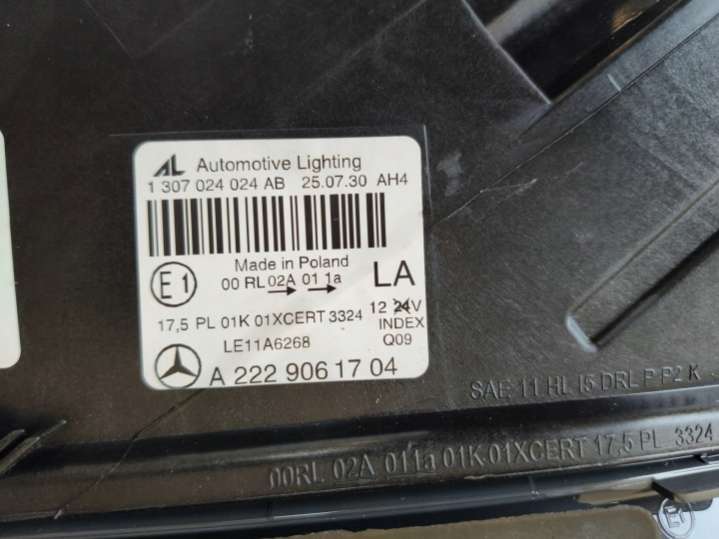 AL Automotive Lighting
1 307 024 024 AB 25.07.30 AH4
Made in Poland
E1 00 RL 02A 01 1a LA
17,5 PL 01K 01XCERT 3324 12 24V
INDEX
LE11A6268 Q09
A 222 906 17 04
SAE 11 HL I5 DRL P P2 K
00RL 02A 011a 01K 01XCERT 17,5 PL 3324